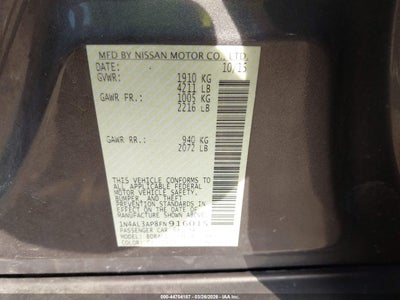 MFD BY NISSAN MOTOR CO., LTD.
DATE: 10/15
GVWR: 1910 KG
4211 LB
GAWR FR.: 1005 KG
2216 LB
GAWR RR.: 940 KG
2072 LB
THIS VEHICLE CONFORMS TO
ALL APPLICABLE FEDERAL
MOTOR VEHICLE SAFETY,
BUMPER, AND THEFT
PREVENTION STANDARDS IN
EFFECT ON THE DATE OF
MANUFACTURE SHOWN ABOVE.
PASSENGER CAR
COLOR
000-44754187 - 03/26/2026 - IAA Inc.